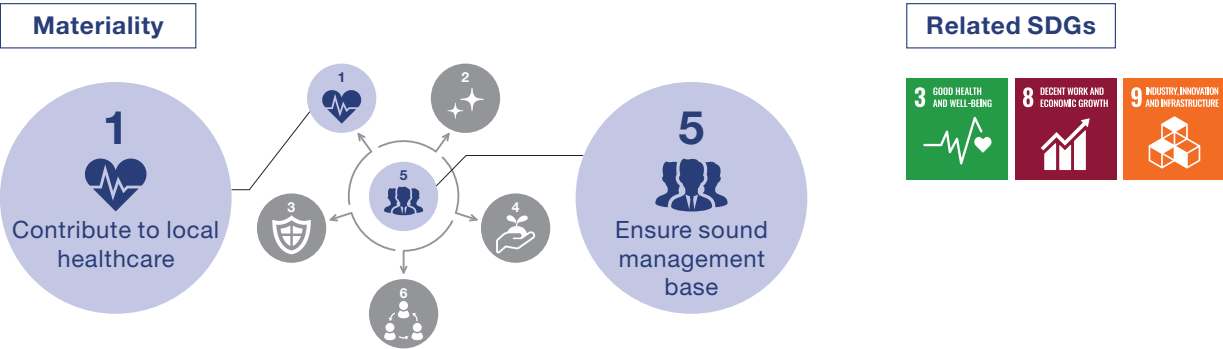 Materiality
Related SDGs
1
Contribute to local
healthcare
1
2
3
4
5
6
5
Ensure sound
management
base
3 GOOD HEALTH
AND WELL-BEING
8 DECENT WORK AND
ECONOMIC GROWTH
9 INDUSTRY, INNOVATION
AND INFRASTRUCTURE